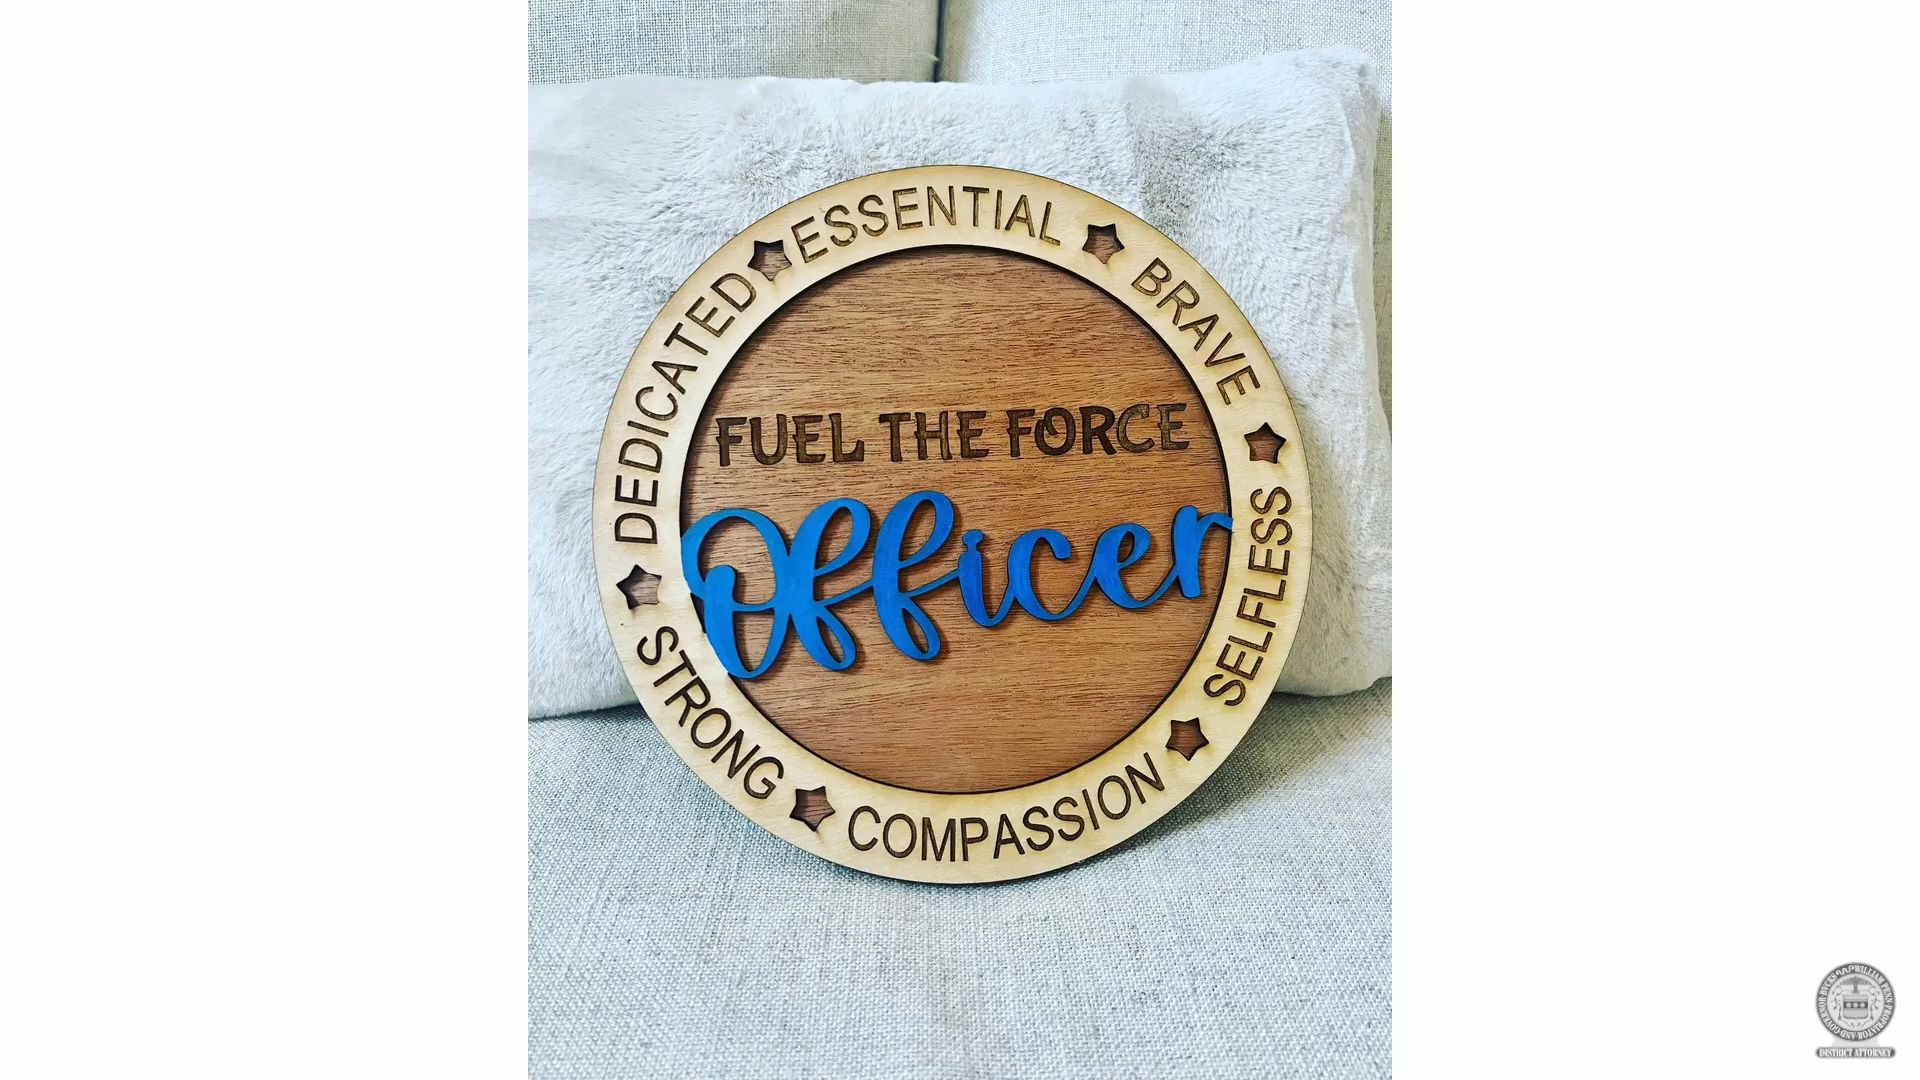 ESSENTIAL
BRAVE
SELFLESS
COMPASSION
STRONG
DEDICATED
FUEL THE FORCE
Officer
DISTRICT ATTORNEY